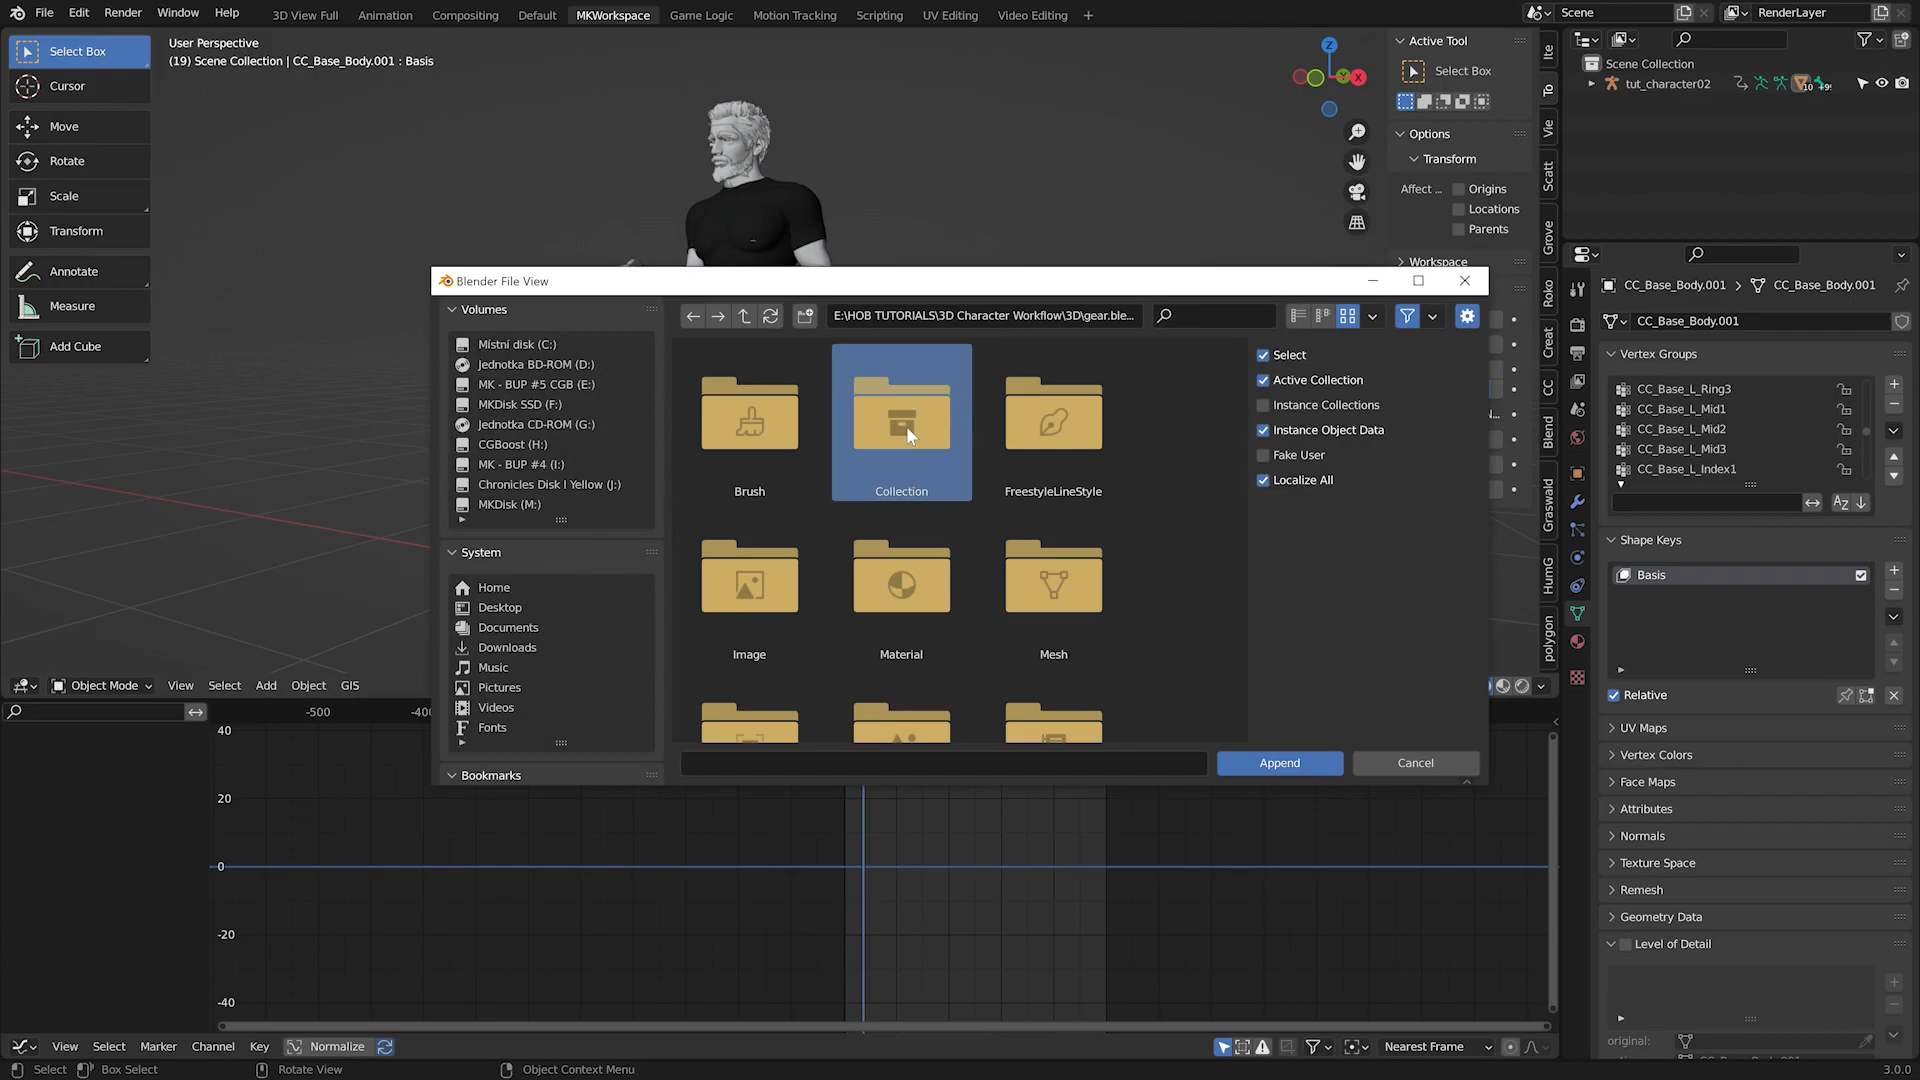 File Edit Render Window Help
3D View Full Animation Compositing Default MKWorkspace Game Logic Motion Tracking Scripting UV Editing Video Editing +
Scene
RenderLayer
Select Box
Cursor
Move
Rotate
Scale
Transform
Annotate
Measure
Add Cube
User Perspective
(19) Scene Collection | CC_Base_Body.001 : Basis
Z
Y
X
Active Tool
Select Box
Options
Transform
Affect ...
Origins
Locations
Parents
Workspace
Ite
To
Vie
Scatt
Grove
Roko
Creat
CC
Blend
Graswald
HumG
polygon
Scene Collection
tut_character02
10
Blender File View
Volumes
Místní disk (C:)
Jednotka BD-ROM (D:)
MK - BUP #5 CGB (E:)
MKDisk SSD (F:)
Jednotka CD-ROM (G:)
CGBoost (H:)
MK - BUP #4 (I:)
Chronicles Disk I Yellow (J:)
MKDisk (M:)
System
Home
Desktop
Documents
Downloads
Music
Pictures
Videos
Fonts
Bookmarks
E:\HOB TUTORIALS\3D Character Workflow\3D\gear.ble...
Brush
Collection
FreestyleLineStyle
Image
Material
Mesh
Select
Active Collection
Instance Collections
Instance Object Data
Fake User
Localize All
Append
Cancel
N...
CC_Base_Body.001 > CC_Base_Body.001
CC_Base_Body.001
Vertex Groups
CC_Base_L_Ring3
CC_Base_L_Mid1
CC_Base_L_Mid2
CC_Base_L_Mid3
CC_Base_L_Index1
Shape Keys
Basis
Relative
UV Maps
Vertex Colors
Face Maps
Attributes
Normals
Texture Space
Remesh
Geometry Data
Level of Detail
original:
Object Mode View Select Add Object GIS
-500
40
20
0
-20
-40
View Select Marker Channel Key Normalize
Nearest Frame
Select Box Select Rotate View Object Context Menu
3.0.0